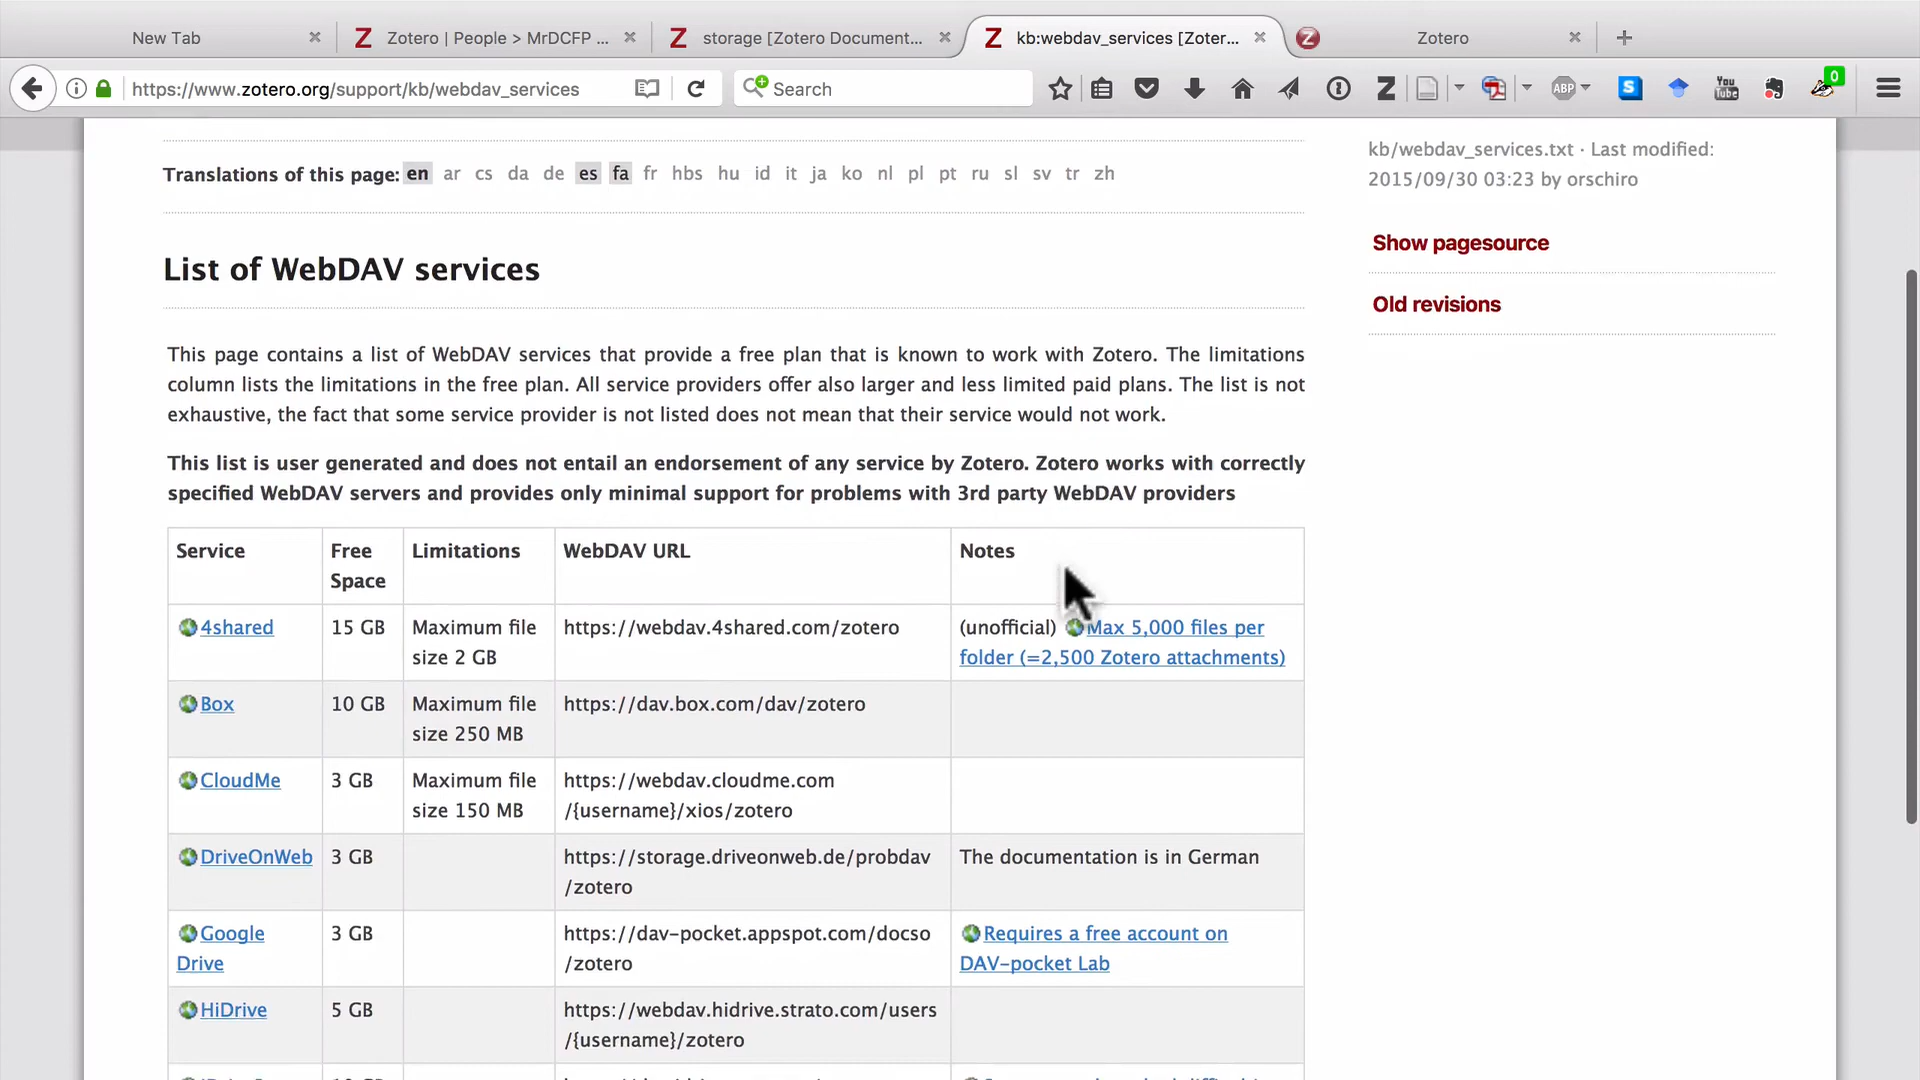 New Tab
Zotero | People > MrDCFP ...
storage [Zotero Document...
kb:webdav_services [Zoter...
Zotero
https://www.zotero.org/support/kb/webdav_services
Search
ABP
You Tube
0
Translations of this page: en ar cs da de es fa fr hbs hu id it ja ko nl pl pt ru sl sv tr zh
kb/webdav_services.txt · Last modified:
2015/09/30 03:23 by orschiro
Show pagesource
Old revisions
List of WebDAV services
This page contains a list of WebDAV services that provide a free plan that is known to work with Zotero. The limitations
column lists the limitations in the free plan. All service providers offer also larger and less limited paid plans. The list is not
exhaustive, the fact that some service provider is not listed does not mean that their service would not work.
This list is user generated and does not entail an endorsement of any service by Zotero. Zotero works with correctly
specified WebDAV servers and provides only minimal support for problems with 3rd party WebDAV providers
Service Free Space Limitations WebDAV URL Notes
4shared 15 GB Maximum file size 2 GB https://webdav.4shared.com/zotero (unofficial) Max 5,000 files per folder (=2,500 Zotero attachments)
Box 10 GB Maximum file size 250 MB https://dav.box.com/dav/zotero
CloudMe 3 GB Maximum file size 150 MB https://webdav.cloudme.com/{username}/xios/zotero
DriveOnWeb 3 GB https://storage.driveonweb.de/probdav/zotero The documentation is in German
Google Drive 3 GB https://dav-pocket.appspot.com/docso/zotero Requires a free account on DAV-pocket Lab
HiDrive 5 GB https://webdav.hidrive.strato.com/users/{username}/zotero